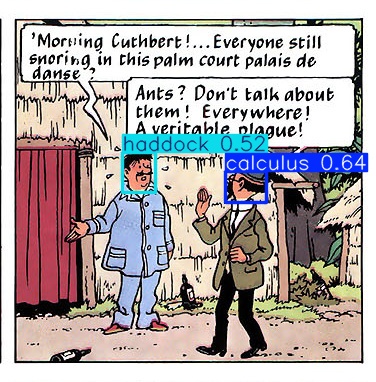 'Morning Cuthbert!... Everyone still
snoring in this palm court palais de
danse'?
Ants? Don't talk about
them! Everywhere!
A veritable plague!
haddock 0.52
calculus 0.64